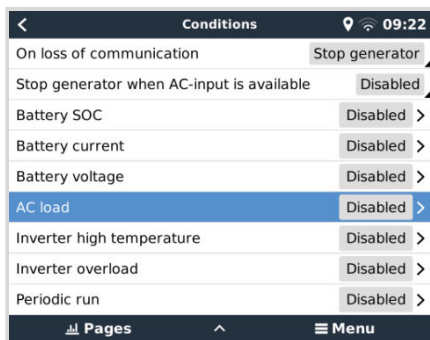 Conditions 09:22
On loss of communication Stop generator
Stop generator when AC-input is available Disabled
Battery SOC Disabled
Battery current Disabled
Battery voltage Disabled
AC load Disabled
Inverter high temperature Disabled
Inverter overload Disabled
Periodic run Disabled
Pages Menu